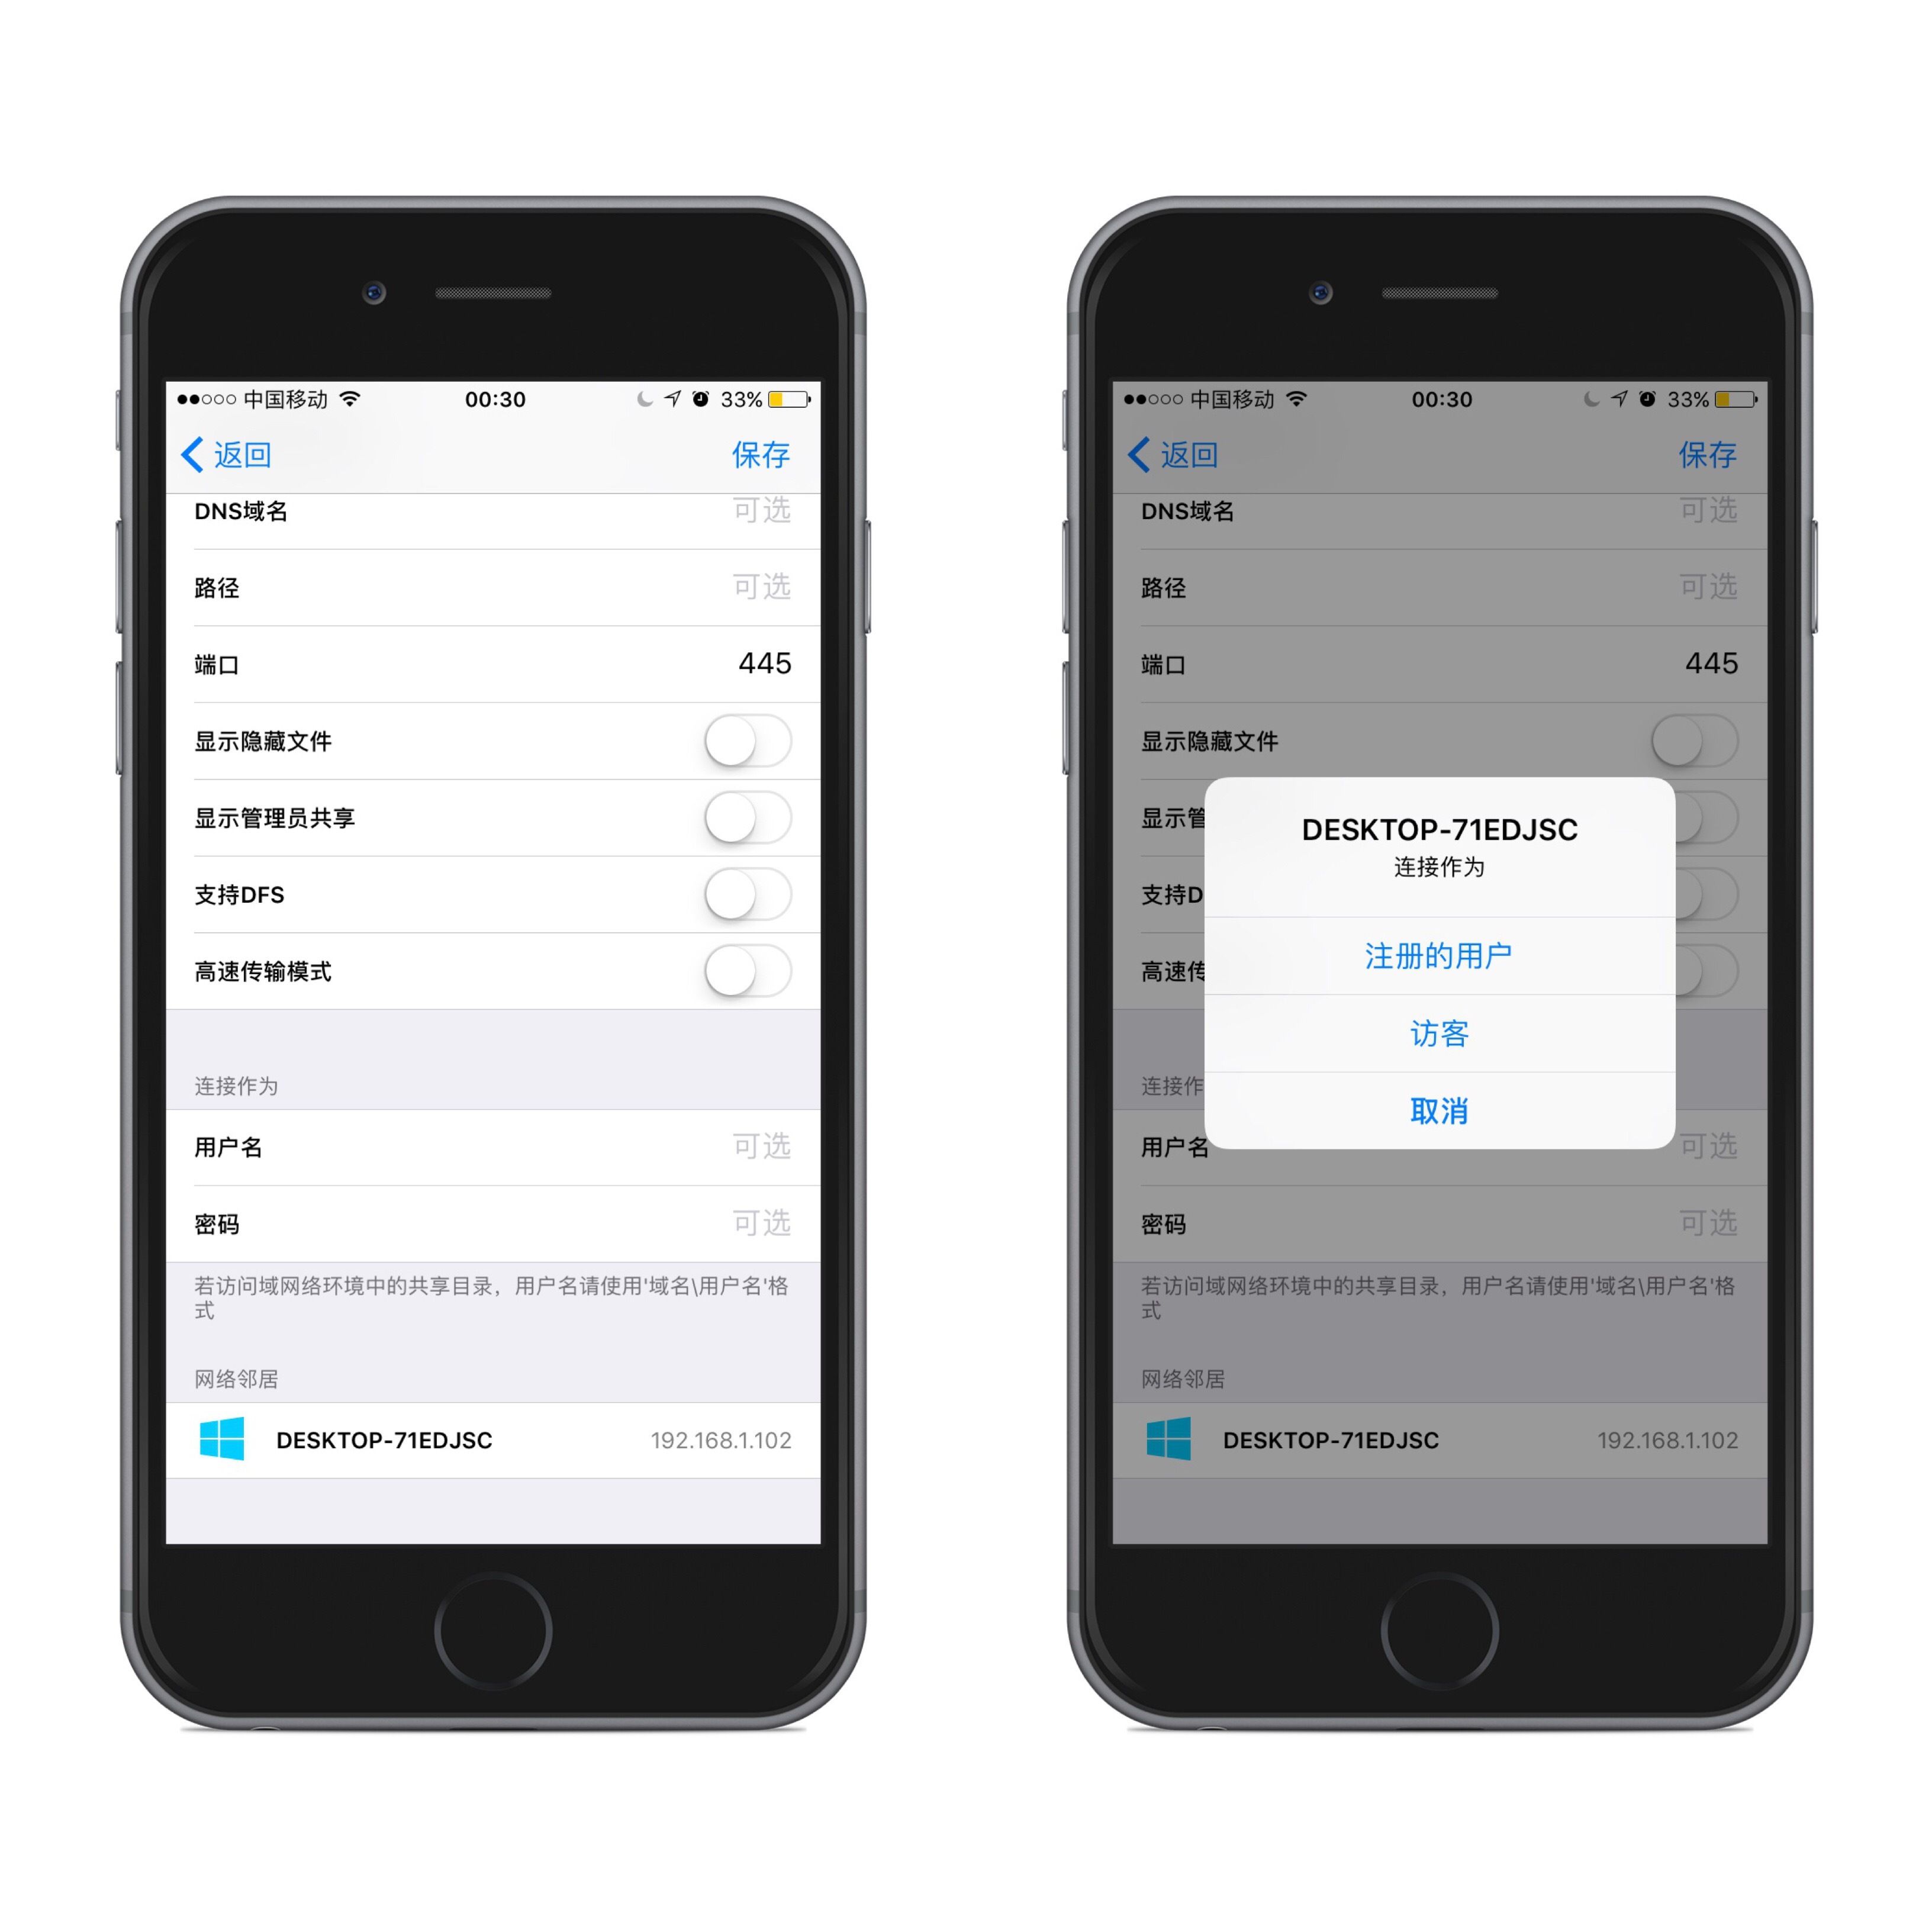 中国移动 00:30 33%
返回 保存
DNS域名 可选
路径 可选
端口 445
显示隐藏文件
显示管理员共享
支持DFS
高速传输模式
连接作为
用户名 可选
密码 可选
若访问域网络环境中的共享目录，用户名请使用'域名\用户名'格
式
网络邻居
DESKTOP-71EDJSC 192.168.1.102
中国移动 00:30 33%
返回 保存
DNS域名 可选
路径 可选
端口 445
显示隐藏文件
显示管
支持D
高速传
DESKTOP-71EDJSC
连接作为
注册的用户
访客
取消
连接作
用户名 可选
密码 可选
若访问域网络环境中的共享目录，用户名请使用'域名\用户名'格
式
网络邻居
DESKTOP-71EDJSC 192.168.1.102